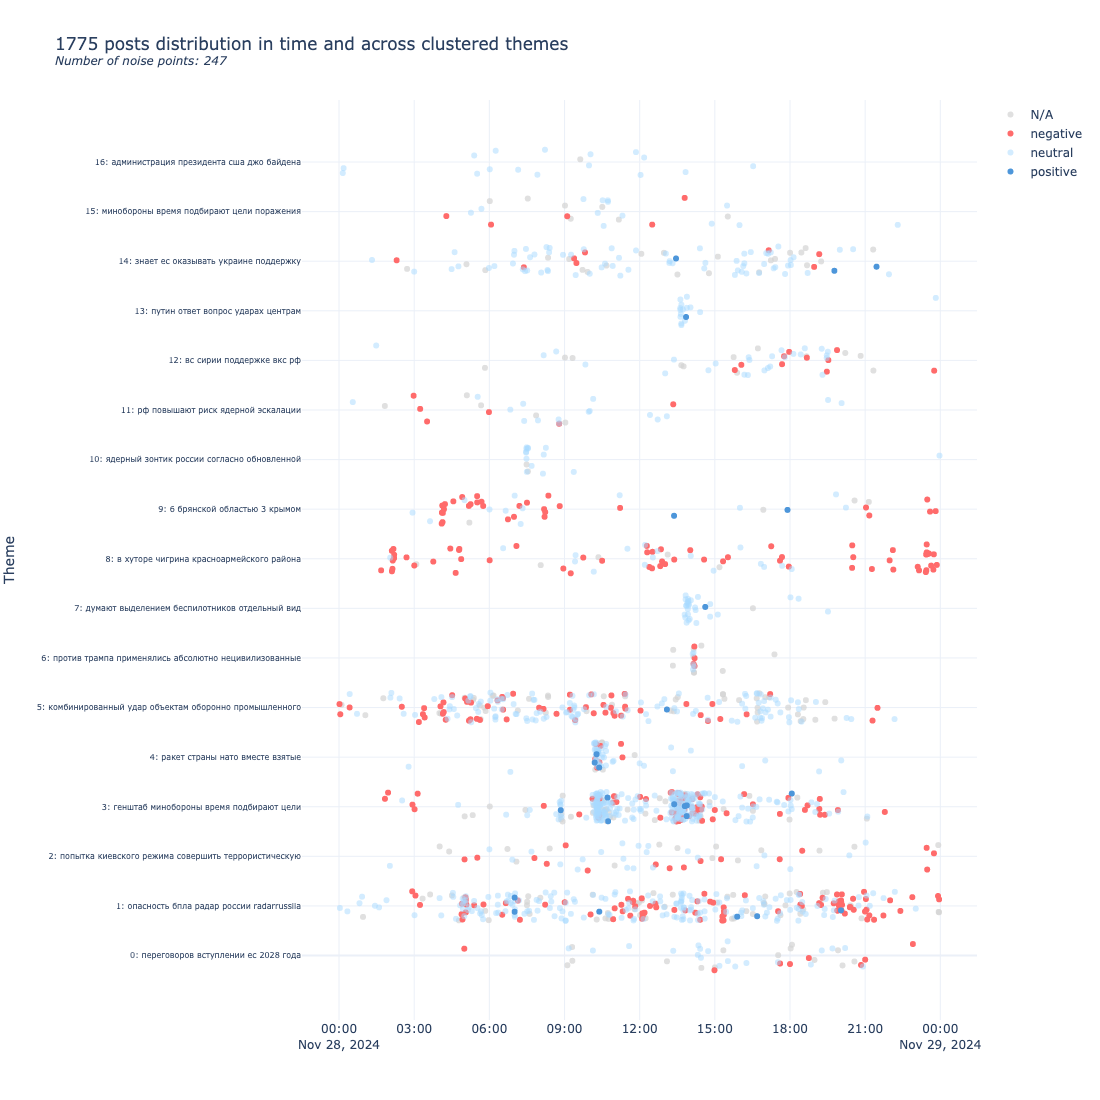 1775 posts distribution in time and across clustered themes
Number of noise points: 247
N/A
negative
neutral
positive
Theme
16: администрация президента сша джо байдена
15: минобороны время подбирают цели поражения
14: знает ес оказывать украине поддержку
13: путин ответ вопрос ударах центрам
12: вс сирии поддержке вкс рф
11: рф повышают риск ядерной эскалации
10: ядерный зонтик россии согласно обновленной
9: 6 брянской областью 3 крымом
8: в хуторе чигрина красноармейского района
7: думают выделением беспилотников отдельный вид
6: против трампа применялись абсолютно нецивилизованные
5: комбинированный удар объектам оборонно промышленного
4: ракет страны нато вместе взятые
3: генштаб минобороны время подбирают цели
2: попытка киевского режима совершить террористическую
1: опасность бпла радар россии radarrussiia
0: переговоров вступлении ес 2028 года
00:00 03:00 06:00 09:00 12:00 15:00 18:00 21:00 00:00
Nov 28, 2024 Nov 29, 2024